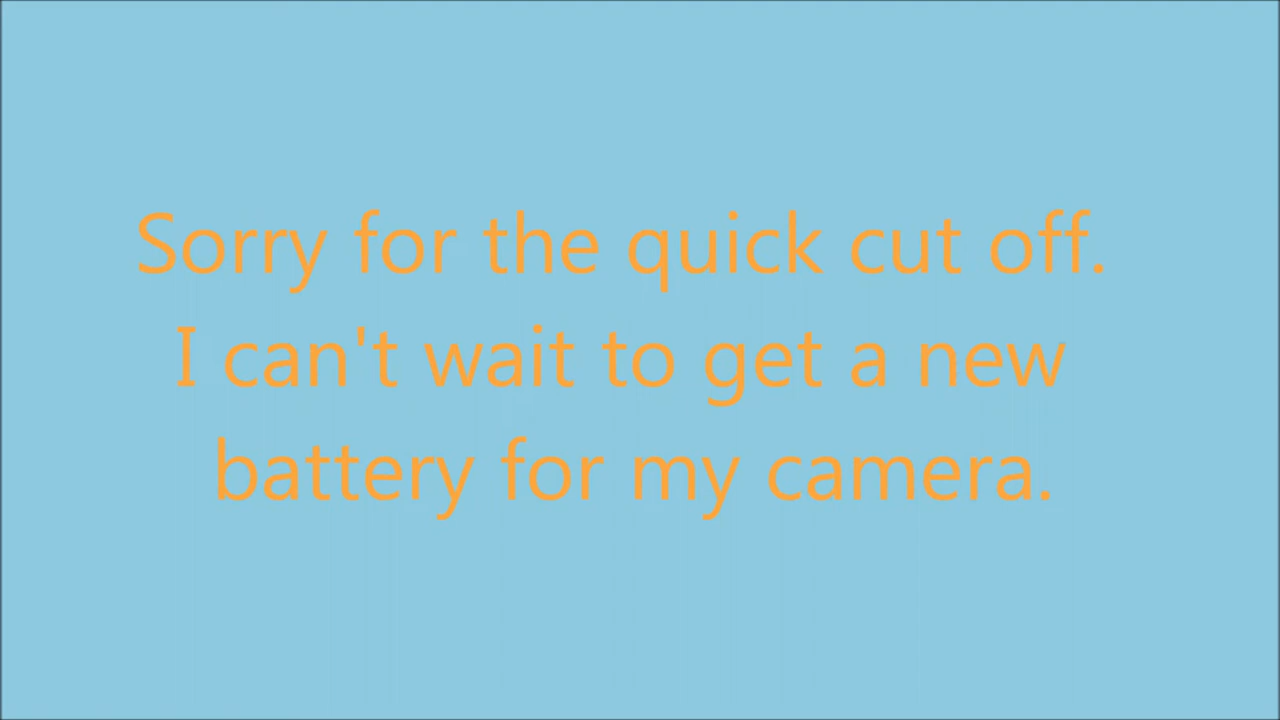 Sorry for the quick cut off.
I can't wait to get a new
battery for my camera.